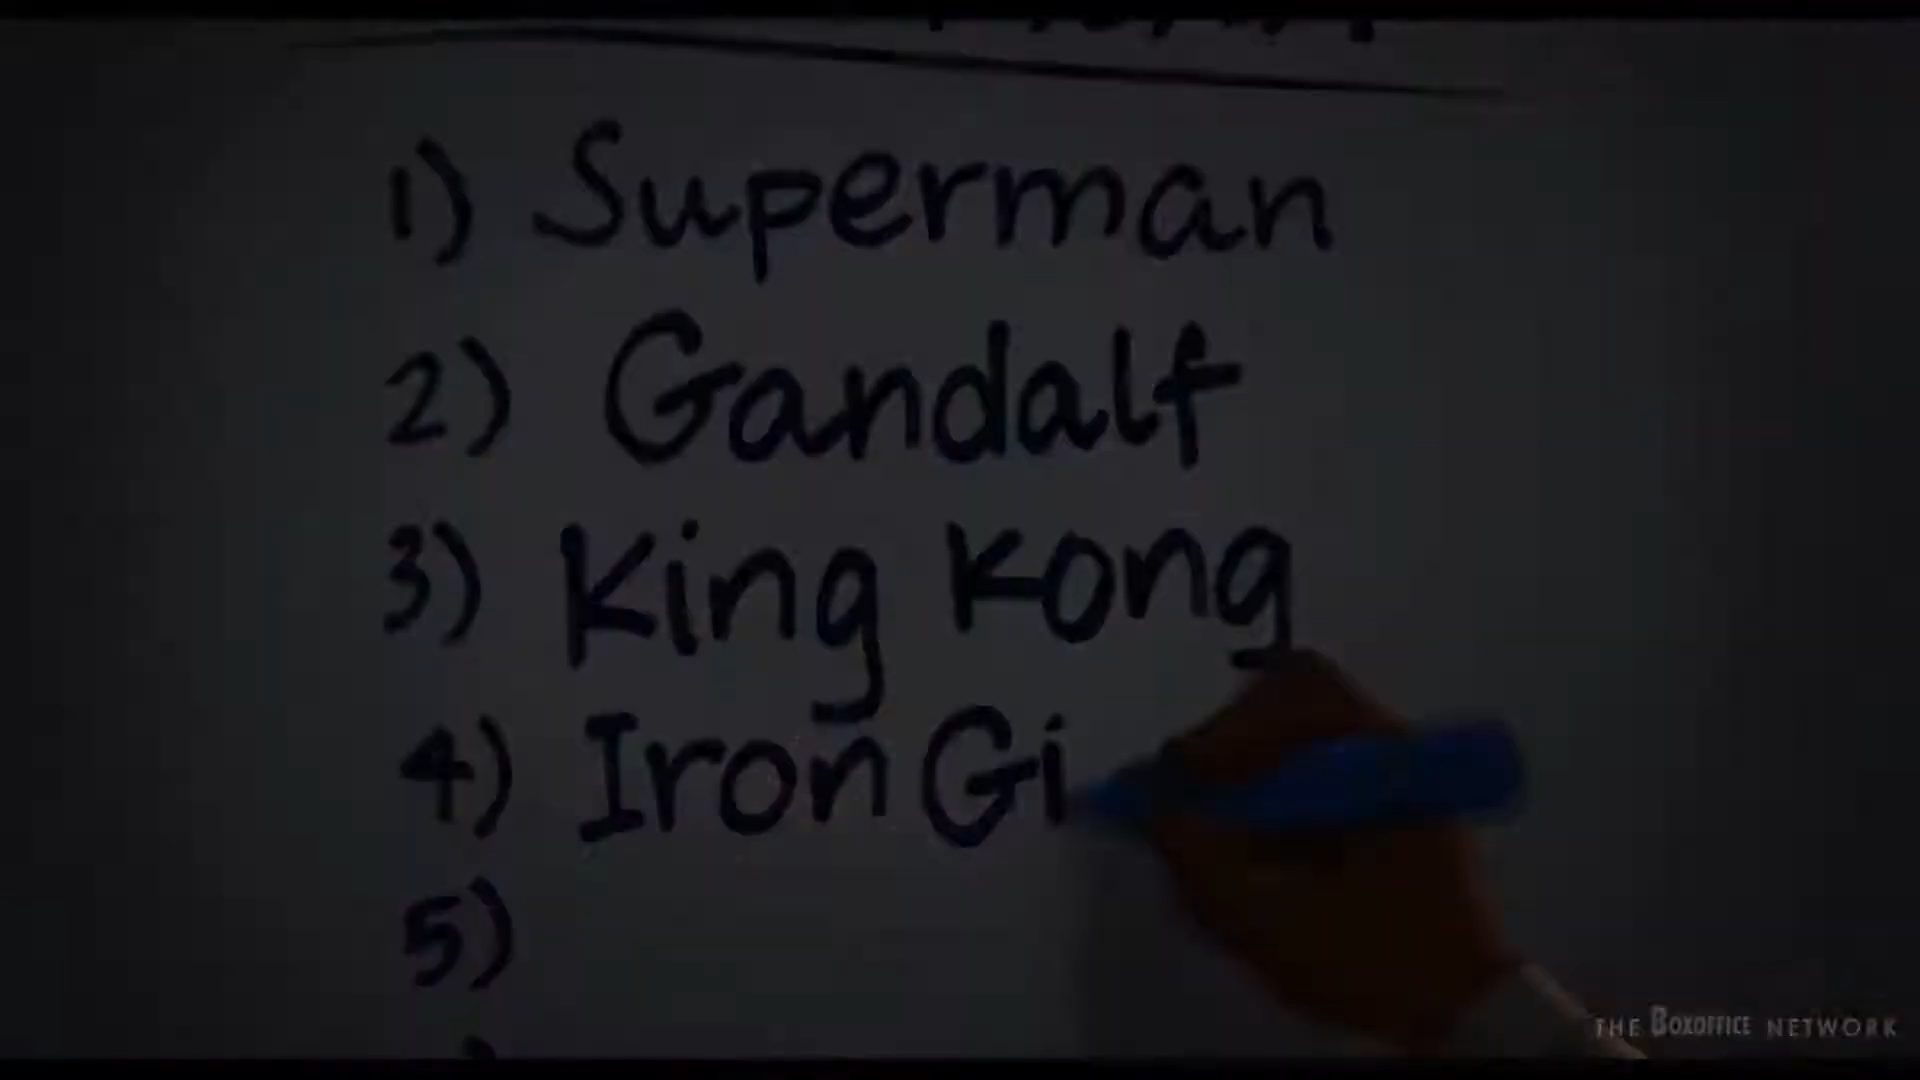 1) Superman
2) Gandalf
3) King Kong
4) Iron Gi
5)
THE BOXOFFICE NETWORK